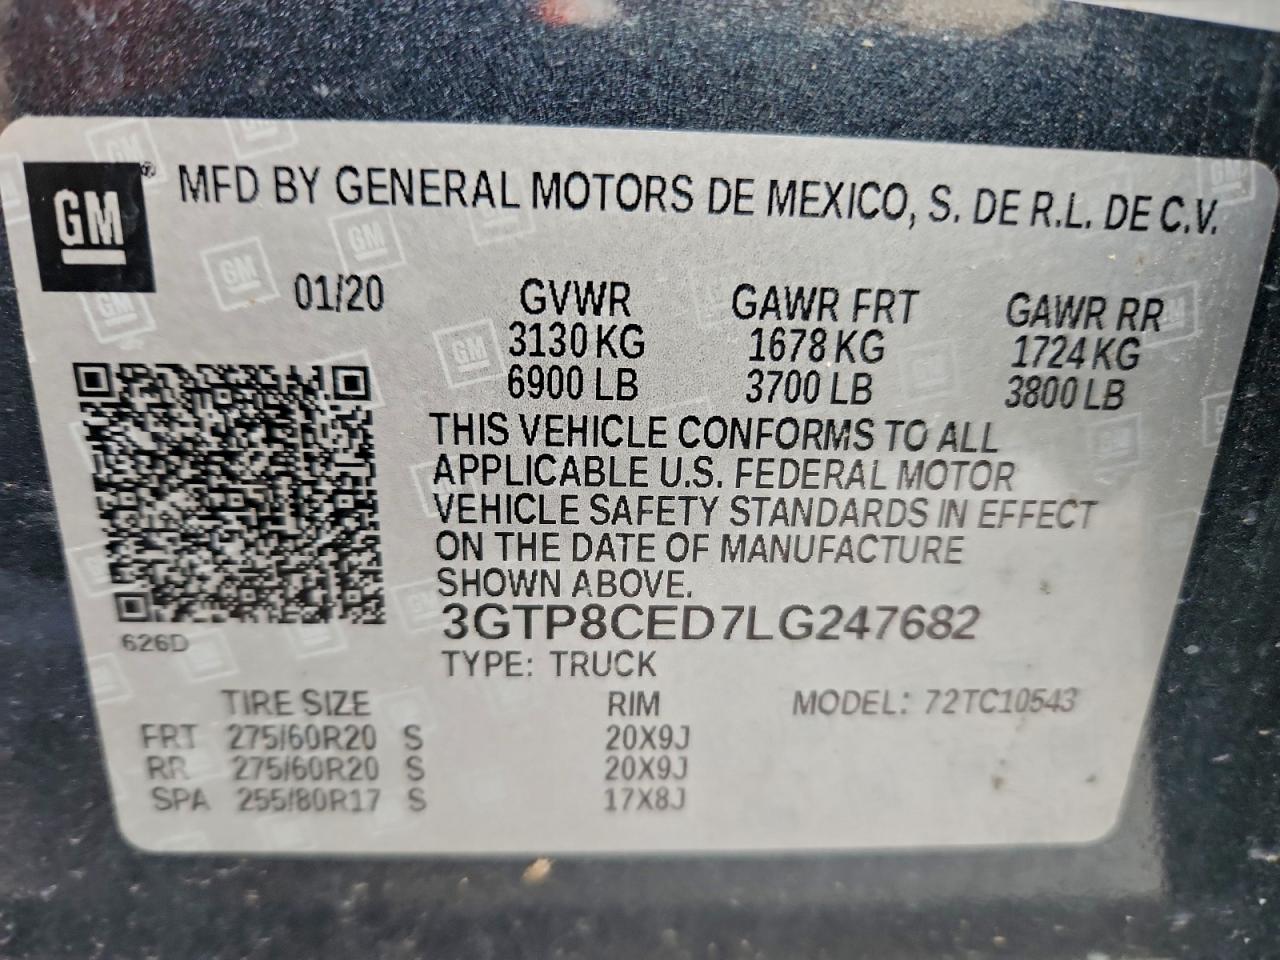 GM ® MFD BY GENERAL MOTORS DE MEXICO, S. DE R.L. DE C.V.
01/20 GVWR GAWR FRT GAWR RR
3130 KG 1678 KG 1724 KG
6900 LB 3700 LB 3800 LB
THIS VEHICLE CONFORMS TO ALL
APPLICABLE U.S. FEDERAL MOTOR
VEHICLE SAFETY STANDARDS IN EFFECT
ON THE DATE OF MANUFACTURE
SHOWN ABOVE.
3GTP8CED7LG247682
626D
TYPE: TRUCK
TIRE SIZE RIM MODEL: 72TC10543
FRT 275/60R20 S 20X9J
RR 275/60R20 S 20X9J
SPA 255/80R17 S 17X8J